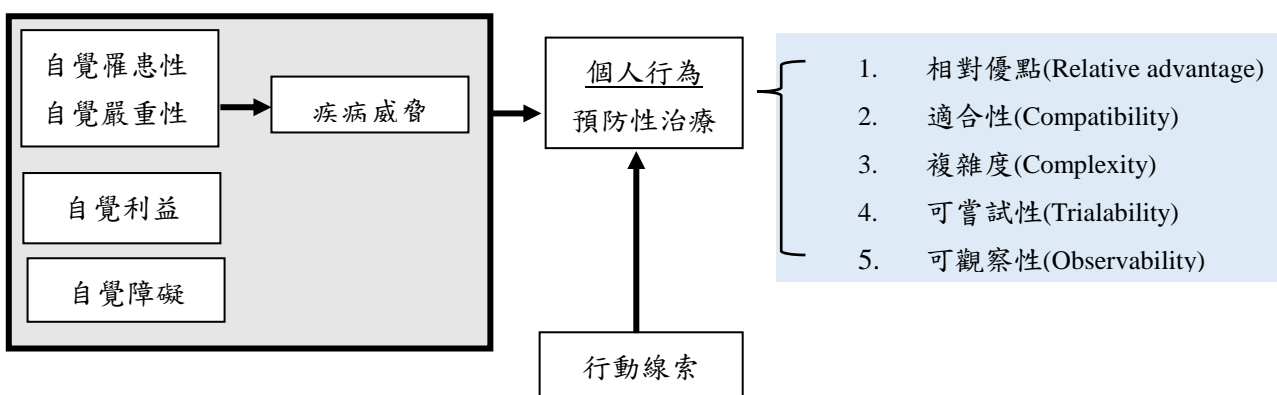 自覺罹患性
自覺嚴重性
疾病威脅
自覺利益
自覺障礙
個人行為
預防性治療
行動線索
1. 相對優點(Relative advantage)
2. 適合性(Compatibility)
3. 複雜度(Complexity)
4. 可嘗試性(Trialability)
5. 可觀察性(Observability)